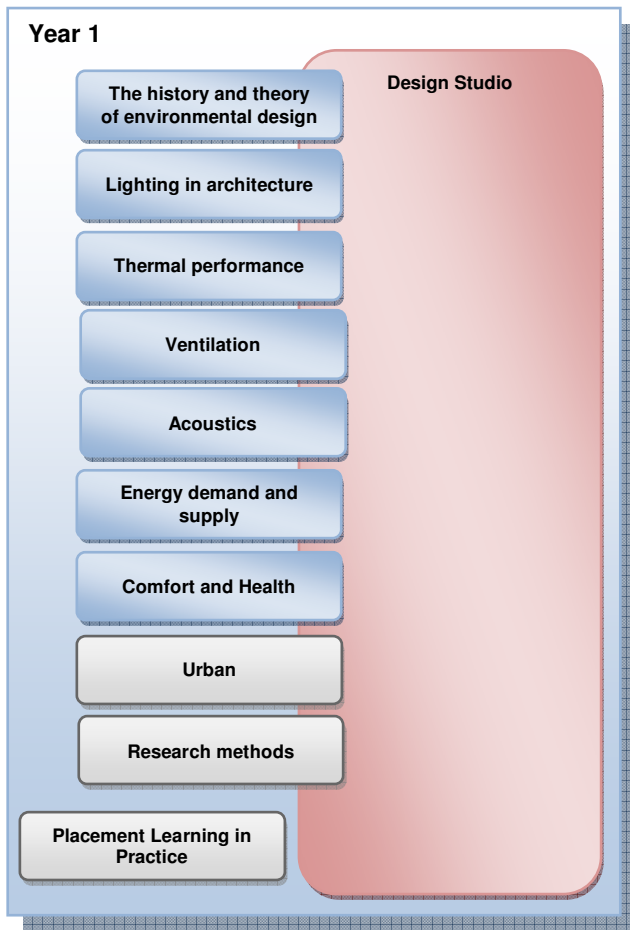 Year 1
Design Studio
The history and theory
of environmental design
Lighting in architecture
Thermal performance
Ventilation
Acoustics
Energy demand and
supply
Comfort and Health
Urban
Research methods
Placement Learning in
Practice